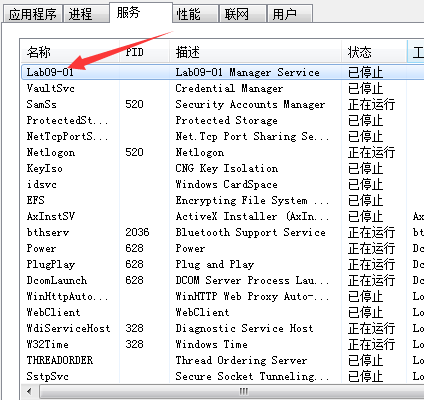 应用程序 进程 服务 性能 联网 用户
名称 PID 描述 状态 工
Lab09-01 Lab09-01 Manager Service 已停止
VaultSvc Credential Manager 已停止
SamSs 520 Security Accounts Manager 正在运行
ProtectedSt... Protected Storage 已停止
NetTcpPortS... Net.Tcp Port Sharing Se... 已停止
Netlogon 520 Netlogon 正在运行
KeyIso CNG Key Isolation 已停止
idsvc Windows CardSpace 已停止
EFS Encrypting File System ... 已停止
AxInstSV ActiveX Installer (AxIn... 已停止 Ax
bthserv 2036 Bluetooth Support Service 正在运行 bt
Power 628 Power 正在运行 Dc
PlugPlay 628 Plug and Play 正在运行 Dc
DcomLaunch 628 DCOM Server Process Lau... 正在运行 Dc
WinHttpAuto... WinHTTP Web Proxy Auto-... 已停止 Lo
WebClient WebClient 已停止 Lo
WdiServiceHost 328 Diagnostic Service Host 正在运行 Lo
W32Time 328 Windows Time 正在运行 Lo
THREADORDER Thread Ordering Server 已停止 Lo
SstpSvc Secure Socket Tunneling... 已停止 Lo